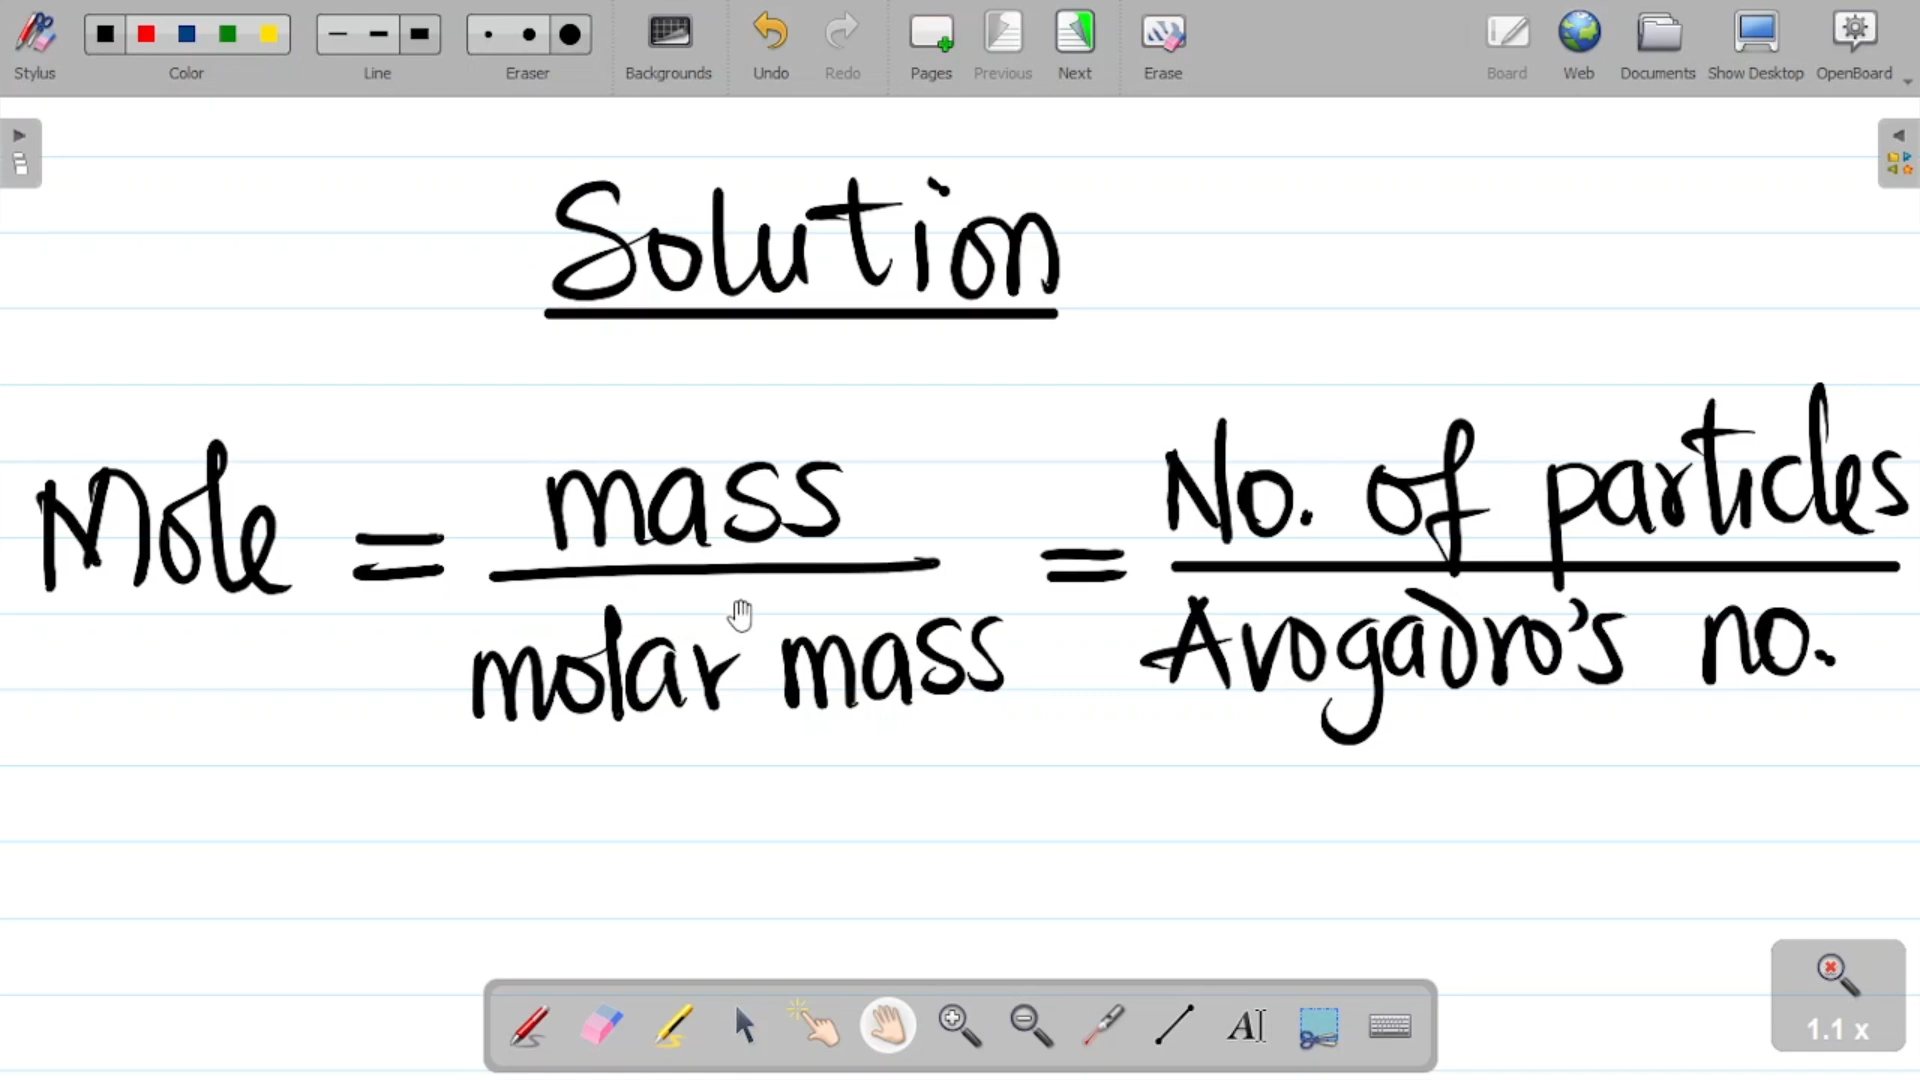 Stylus Color Line Eraser Backgrounds Undo Redo Pages Previous Next Erase Board Web Documents Show Desktop OpenBoard
Solution
Mole = mass = No. of particles
molar mass Avogadro's no.
AI
1.1 x